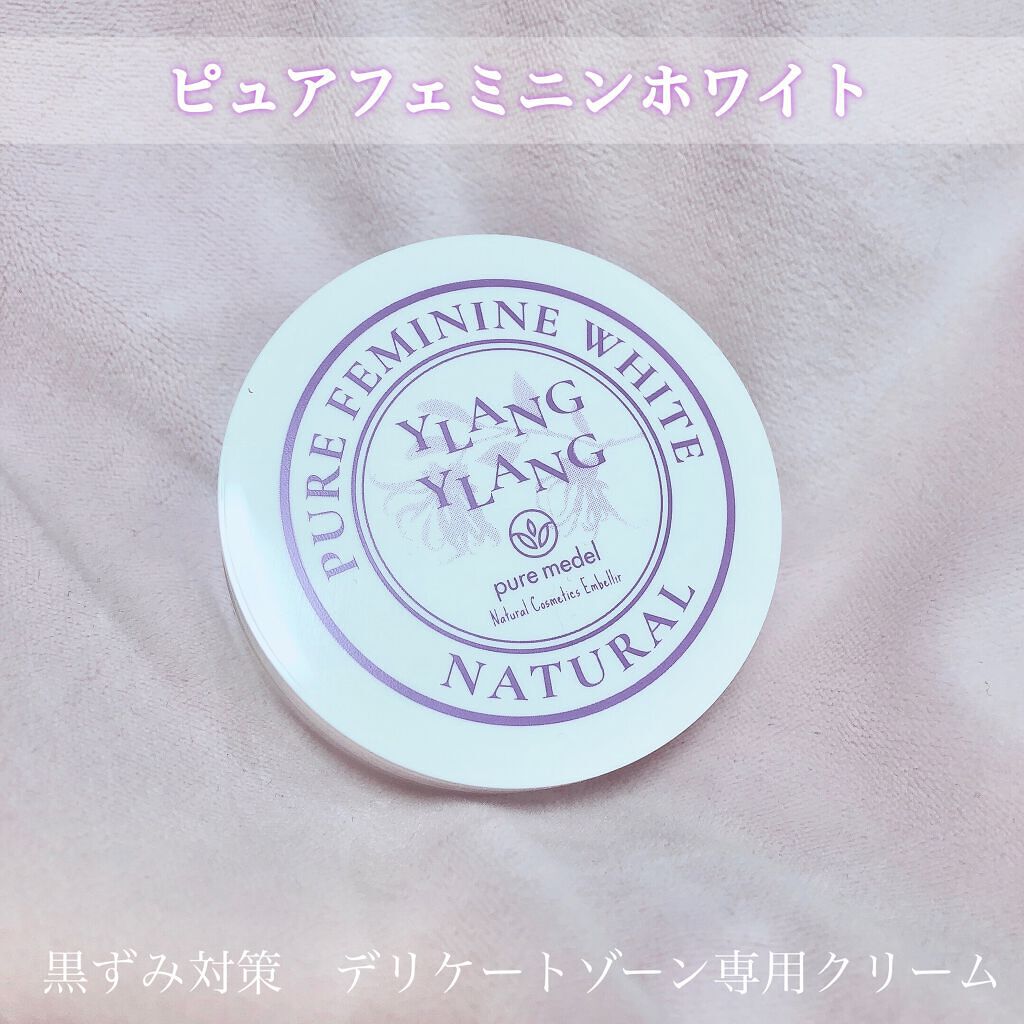 ピュアフェミニンホワイト
PURE FEMININE WHITE
YLANG
YLANG
pure medel
Natural Cosmetics Embellir
NATURAL
黒ずみ対策　デリケートゾーン専用クリーム